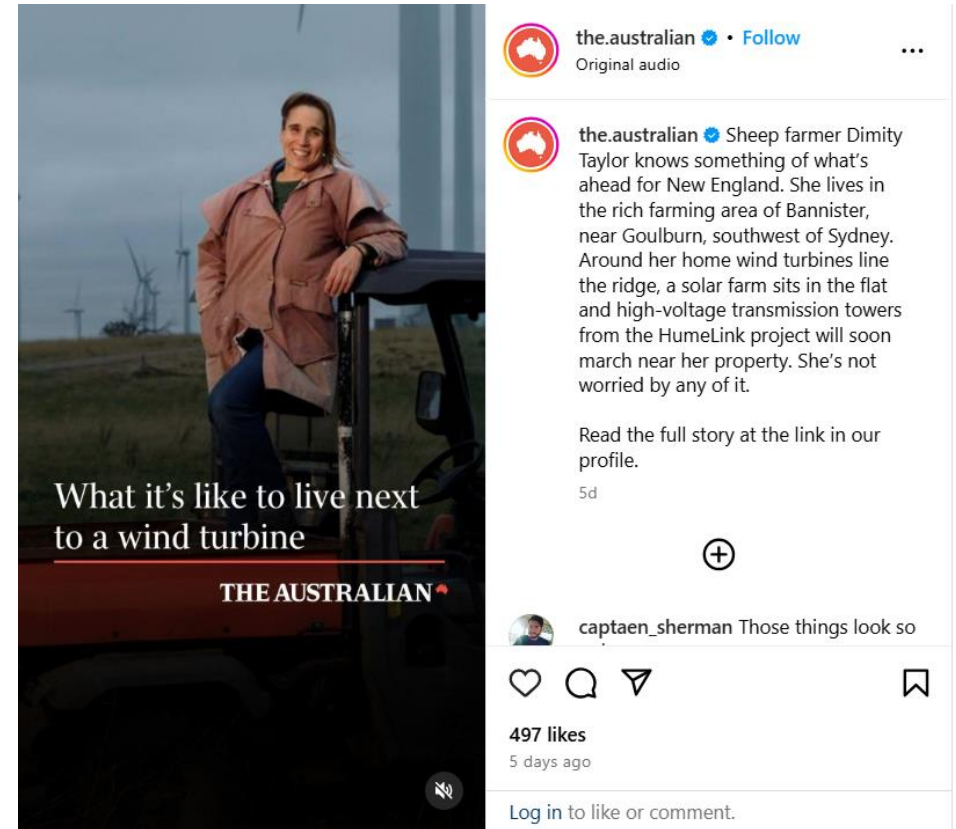 What it's like to live next
to a wind turbine
THE AUSTRALIAN
the.australian • Follow
Original audio
the.australian Sheep farmer Dimity
Taylor knows something of what's
ahead for New England. She lives in
the rich farming area of Bannister,
near Goulburn, southwest of Sydney.
Around her home wind turbines line
the ridge, a solar farm sits in the flat
and high-voltage transmission towers
from the HumeLink project will soon
march near her property. She's not
worried by any of it.
Read the full story at the link in our
profile.
5d
captaen_sherman Those things look so
497 likes
5 days ago
Log in to like or comment.